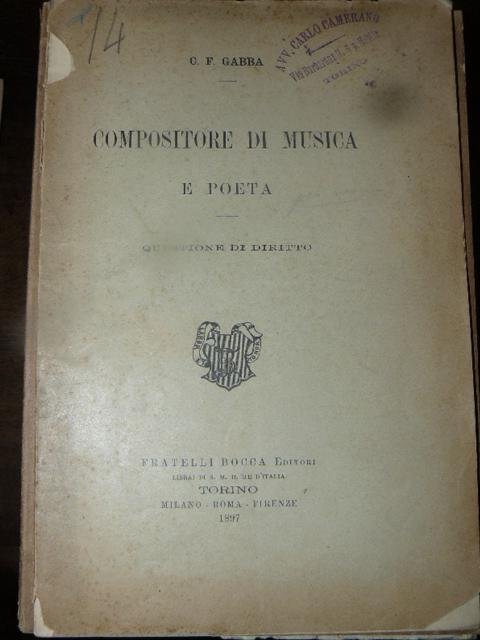 14
C. F. GABBA
AVV. CARLO CAMERANO
TORINO
COMPOSITORE DI MUSICA
E POETA
QUESTIONE DI DIRITTO
FRATELLI BOCCA EDITORI
LIBRAI DI S. M. IL RE D'ITALIA
TORINO
MILANO - ROMA - FIRENZE
1897